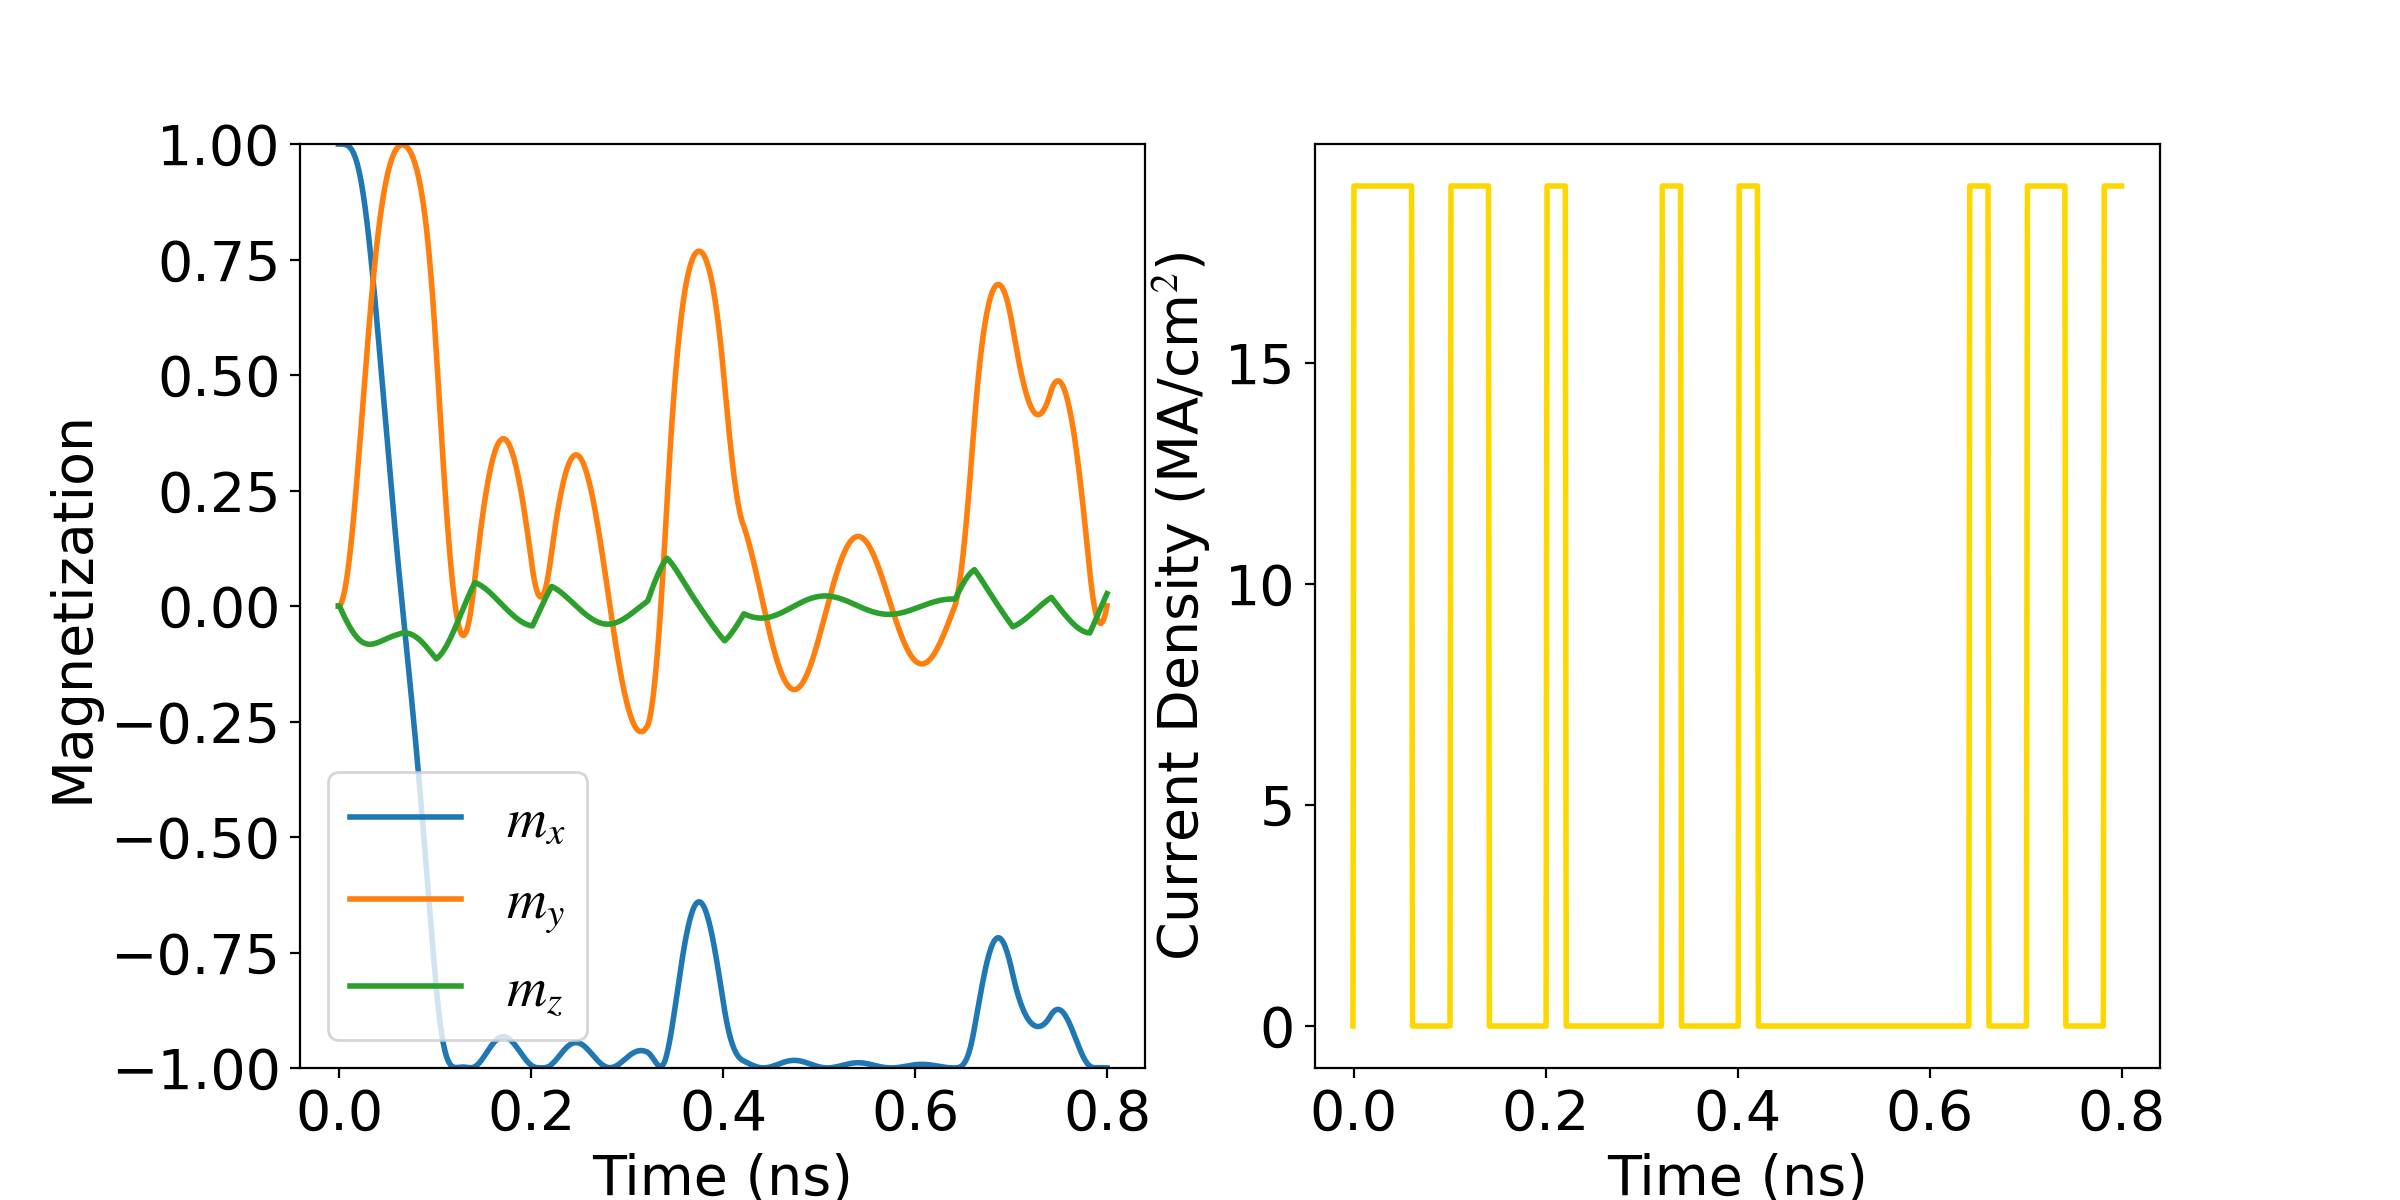 Magnetization
1.00
0.75
0.50
0.25
0.00
−0.25
−0.50
−0.75
−1.00
0.0 0.2 0.4 0.6 0.8
Time (ns)
m_x
m_y
m_z
Current Density (MA/cm²)
15
10
5
0
0.0 0.2 0.4 0.6 0.8
Time (ns)